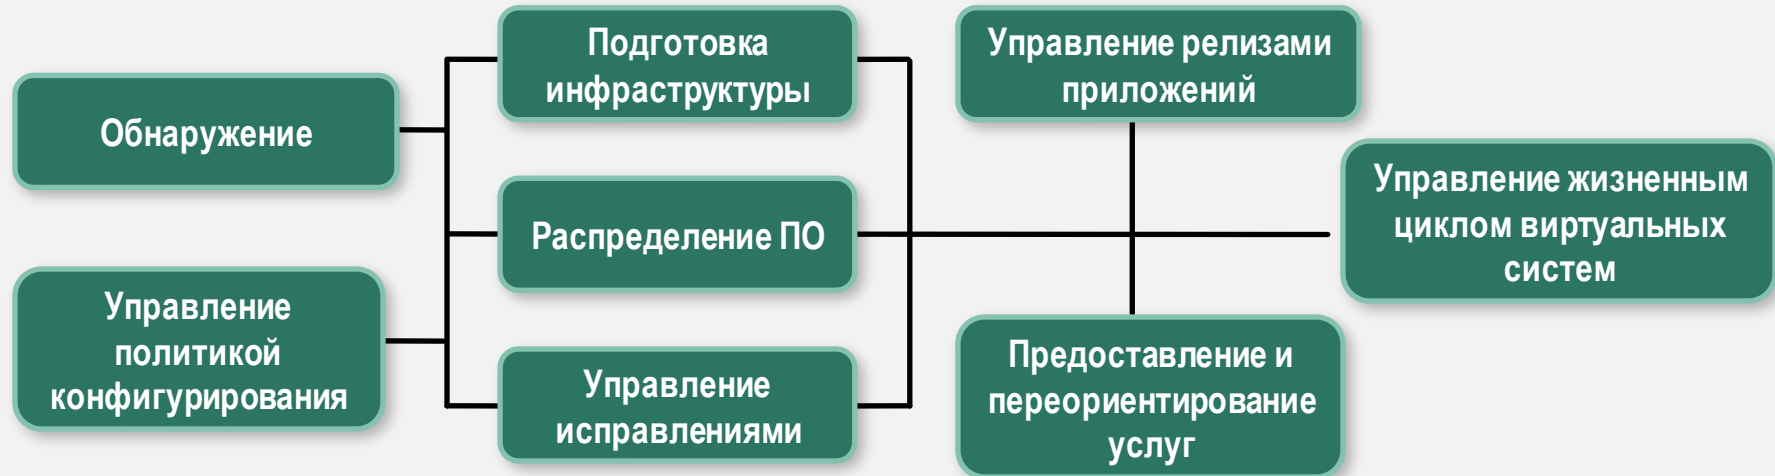 Обнаружение
Управление
политикой
конфигурирования
Подготовка
инфраструктуры
Распределение ПО
Управление
исправлениями
Управление релизами
приложений
Предоставление и
переориентирование
услуг
Управление жизненным
циклом виртуальных
систем